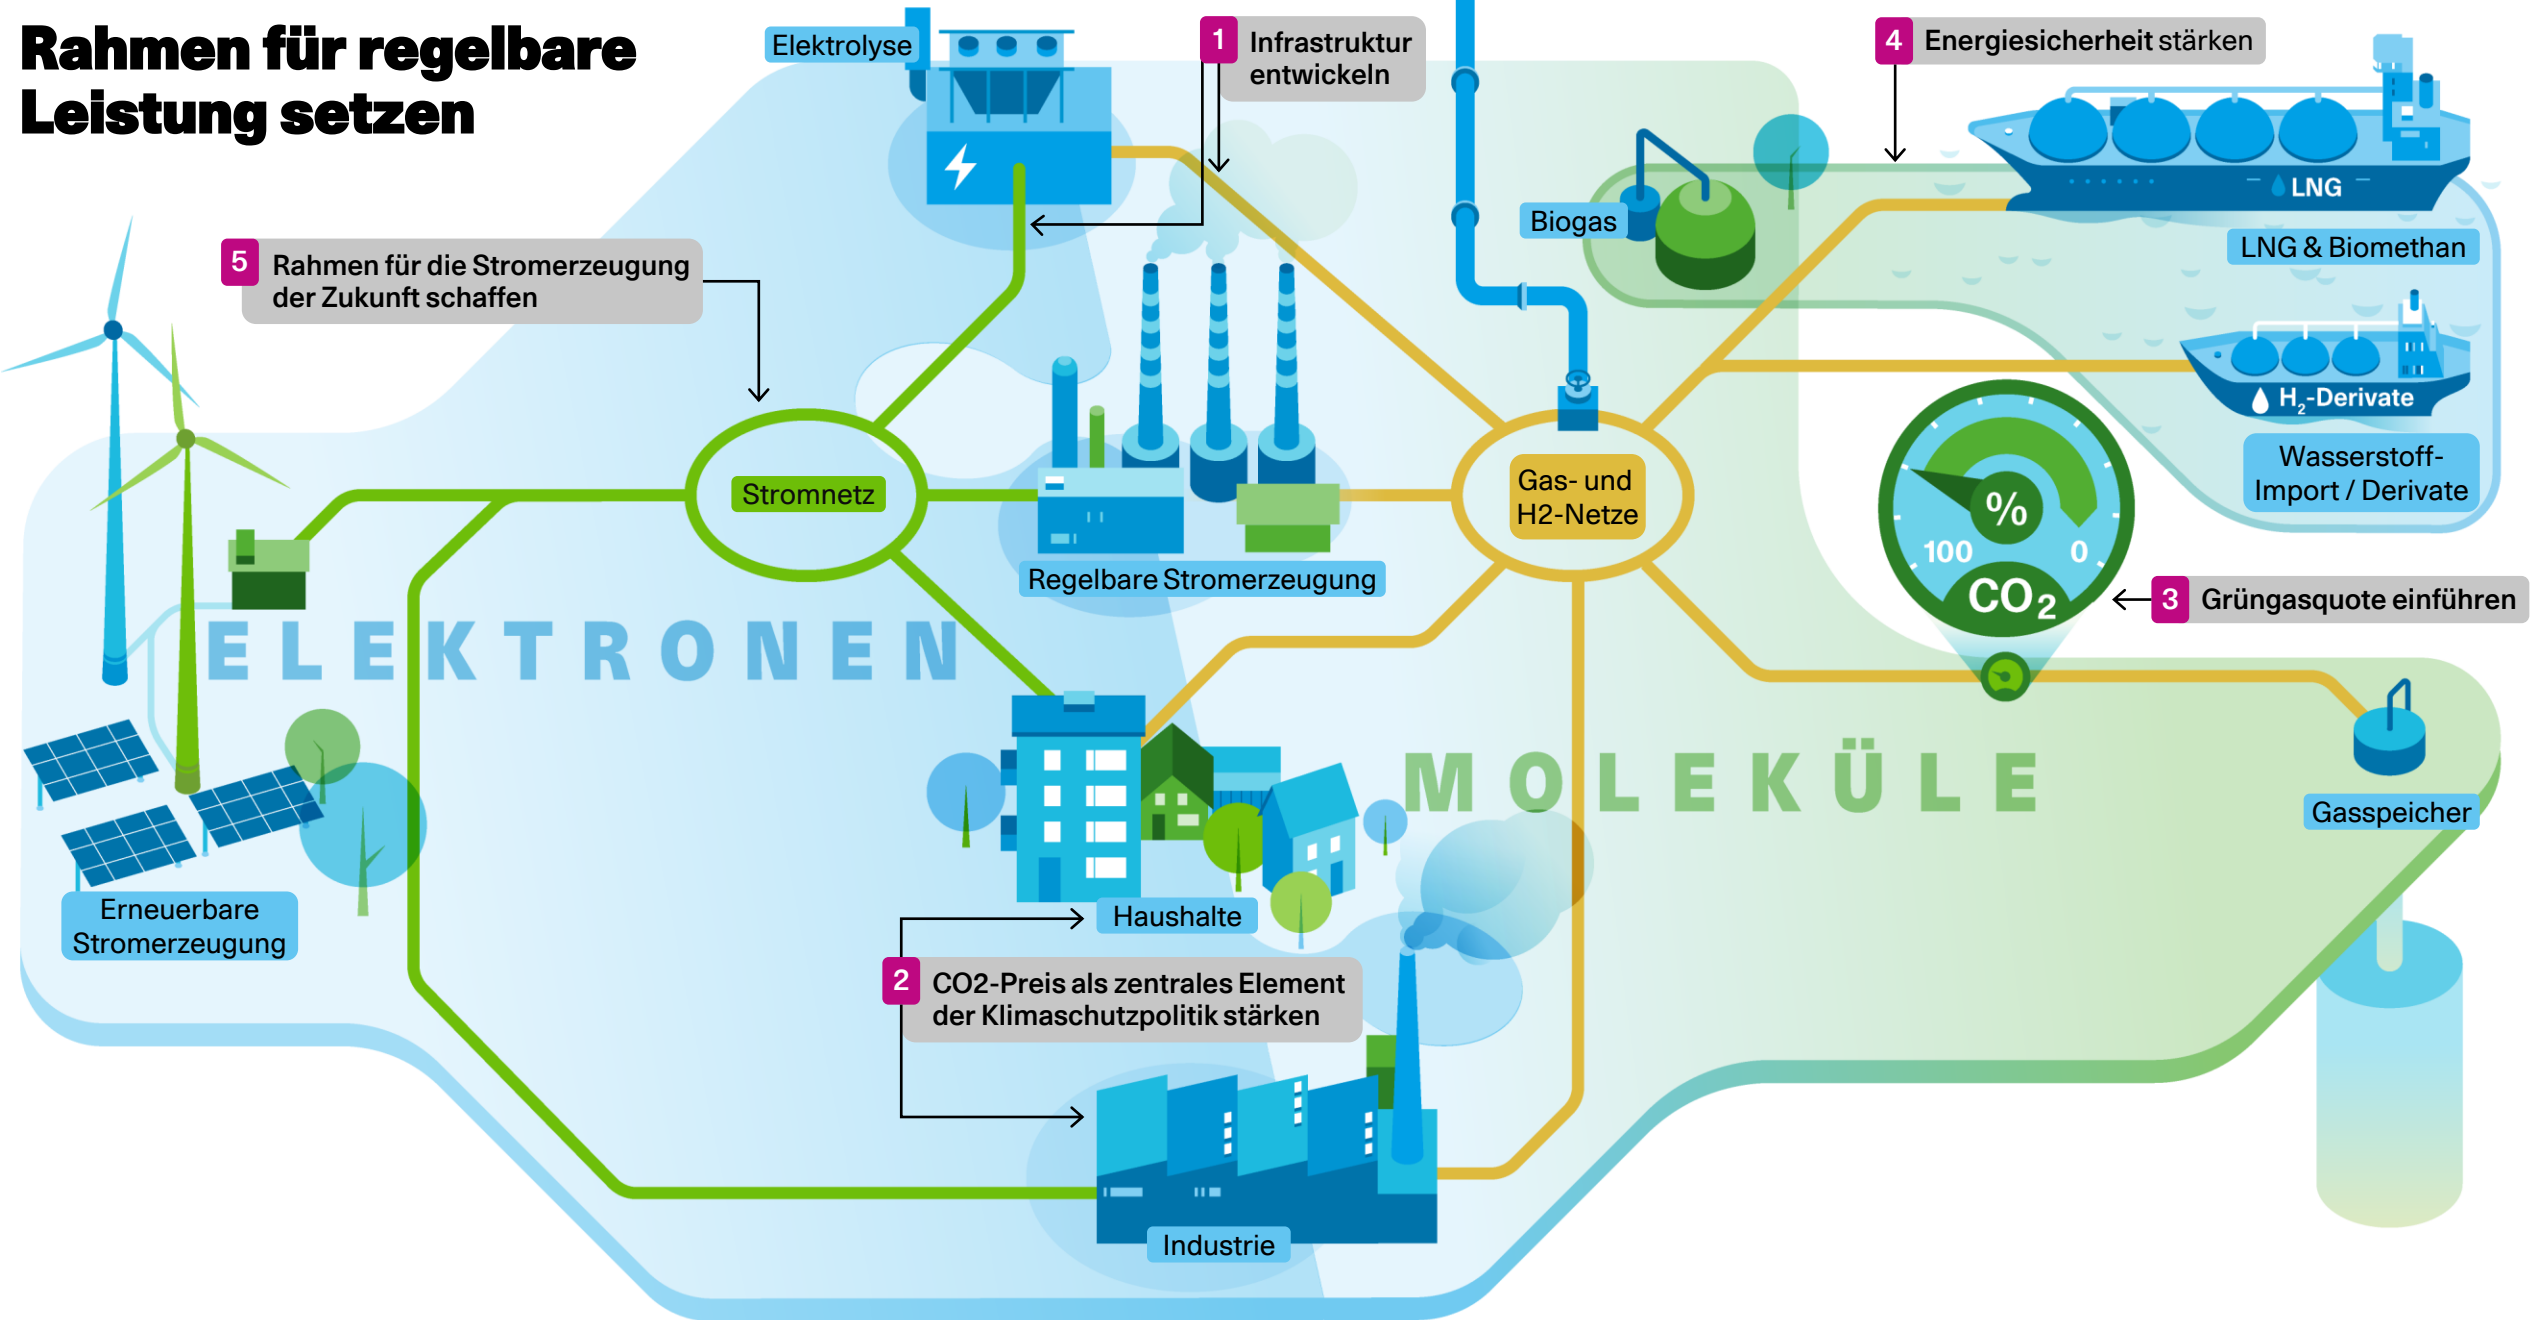 Rahmen für regelbare
Leistung setzen
Elektrolyse
1 Infrastruktur
entwickeln
4 Energiesicherheit stärken
LNG
Biogas
LNG & Biomethan
5 Rahmen für die Stromerzeugung
der Zukunft schaffen
H2-Derivate
Wasserstoff-
Import / Derivate
Stromnetz
Gas- und
H2-Netze
%
100 0
CO2
Regelbare Stromerzeugung
3 Grüngasquote einführen
ELEKTRONEN
MOLEKÜLE
Gasspeicher
Erneuerbare
Stromerzeugung
Haushalte
2 CO2-Preis als zentrales Element
der Klimaschutzpolitik stärken
Industrie